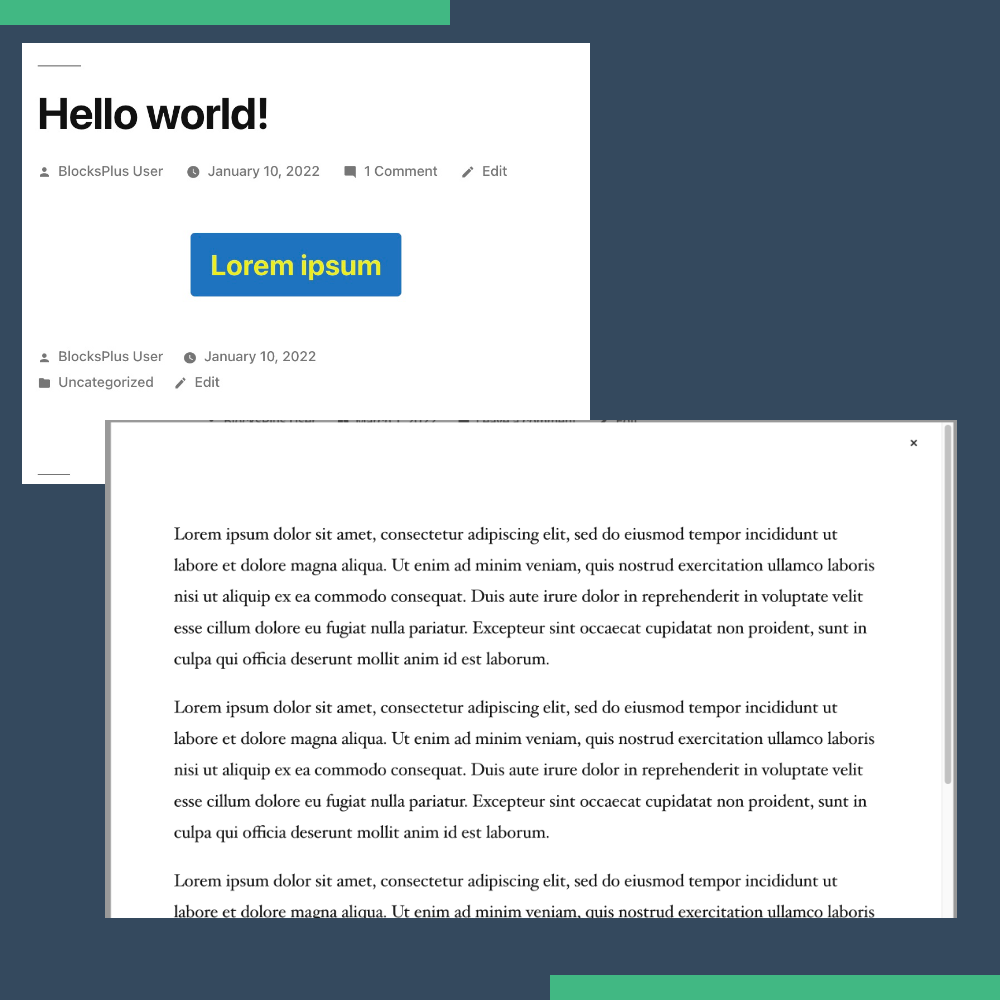 Hello world!
BlocksPlus User January 10, 2022 1 Comment Edit
Lorem ipsum
BlocksPlus User January 10, 2022
Uncategorized Edit
×
Lorem ipsum dolor sit amet, consectetur adipiscing elit, sed do eiusmod tempor incididunt ut
labore et dolore magna aliqua. Ut enim ad minim veniam, quis nostrud exercitation ullamco laboris
nisi ut aliquip ex ea commodo consequat. Duis aute irure dolor in reprehenderit in voluptate velit
esse cillum dolore eu fugiat nulla pariatur. Excepteur sint occaecat cupidatat non proident, sunt in
culpa qui officia deserunt mollit anim id est laborum.
Lorem ipsum dolor sit amet, consectetur adipiscing elit, sed do eiusmod tempor incididunt ut
labore et dolore magna aliqua. Ut enim ad minim veniam, quis nostrud exercitation ullamco laboris
nisi ut aliquip ex ea commodo consequat. Duis aute irure dolor in reprehenderit in voluptate velit
esse cillum dolore eu fugiat nulla pariatur. Excepteur sint occaecat cupidatat non proident, sunt in
culpa qui officia deserunt mollit anim id est laborum.
Lorem ipsum dolor sit amet, consectetur adipiscing elit, sed do eiusmod tempor incididunt ut
labore et dolore magna aliqua. Ut enim ad minim veniam, quis nostrud exercitation ullamco laboris